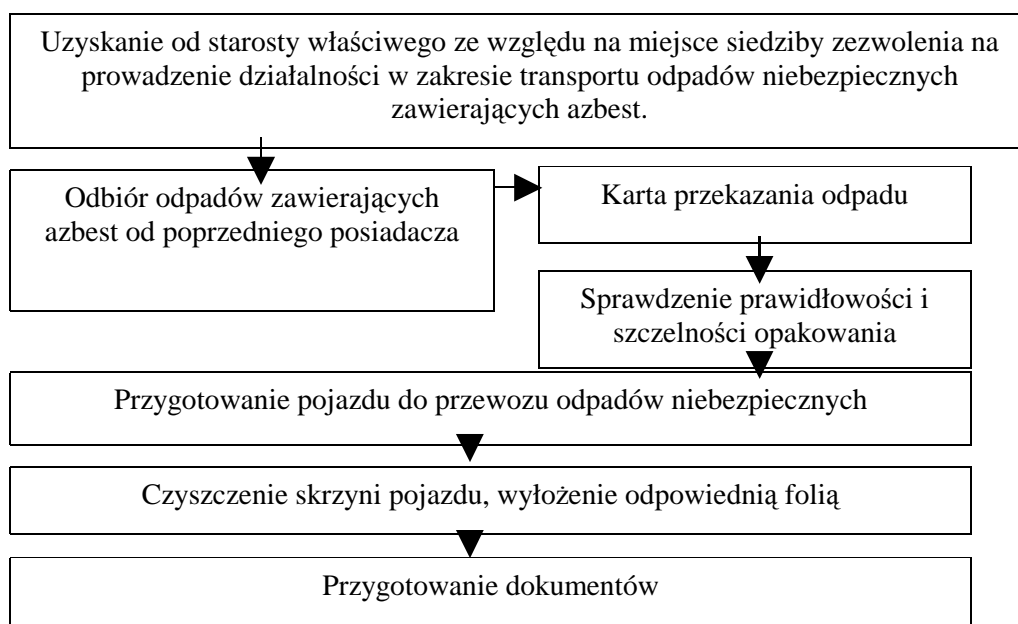 Uzyskanie od starosty właściwego ze względu na miejsce siedziby zezwolenia na
prowadzenie działalności w zakresie transportu odpadów niebezpiecznych
zawierających azbest.
Odbiór odpadów zawierających
azbest od poprzedniego posiadacza
Karta przekazania odpadu
Sprawdzenie prawidłowości i
szczelności opakowania
Przygotowanie pojazdu do przewozu odpadów niebezpiecznych
Czyszczenie skrzyni pojazdu, wyłożenie odpowiednią folią
Przygotowanie dokumentów